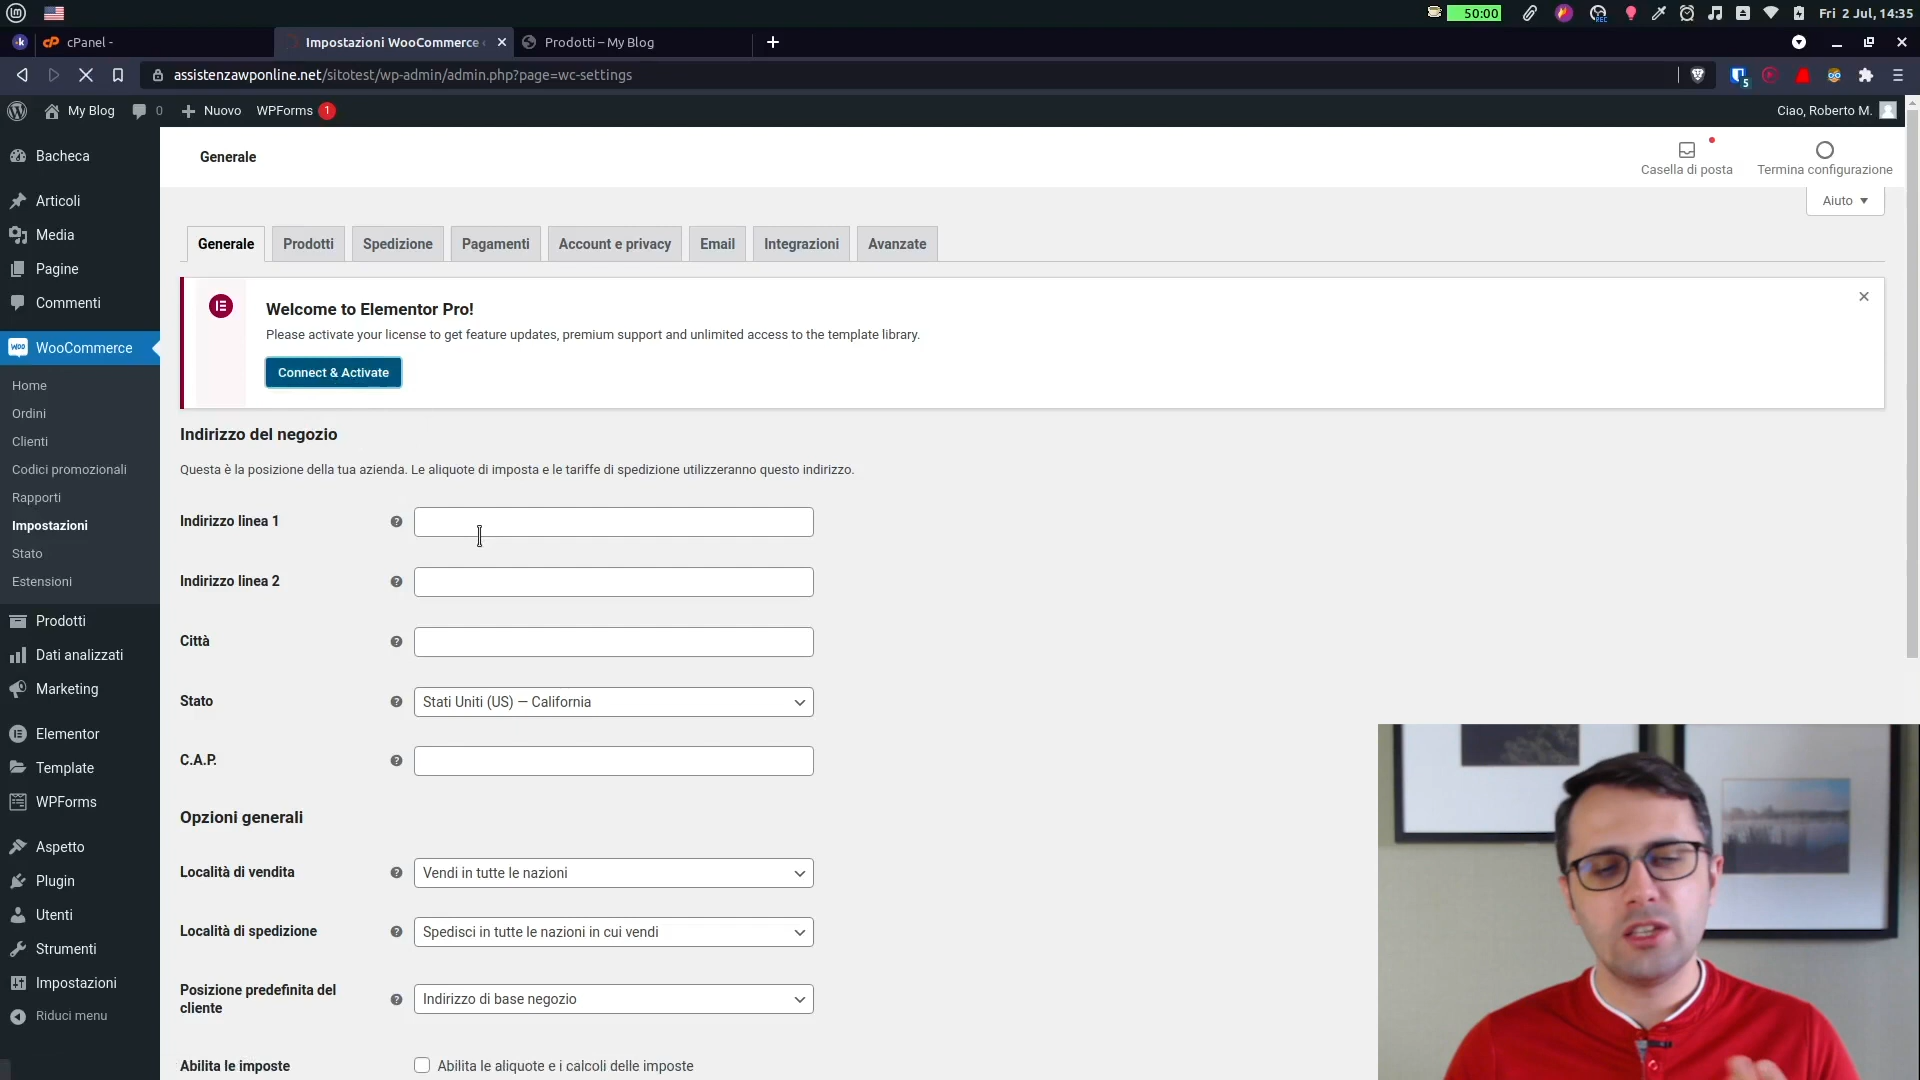 50:00
REC
Fri 2 Jul, 14:35
cPanel -
Impostazioni WooCommerce
Prodotti – My Blog
assistenzawponline.net/sitotest/wp-admin/admin.php?page=wc-settings
5
My Blog
0
Nuovo
WPForms
1
Ciao, Roberto M.
Bacheca
Articoli
Media
Pagine
Commenti
WooCommerce
Home
Ordini
Clienti
Codici promozionali
Rapporti
Impostazioni
Stato
Estensioni
Prodotti
Dati analizzati
Marketing
Elementor
Template
WPForms
Aspetto
Plugin
Utenti
Strumenti
Impostazioni
Riduci menu
Generale
Casella di posta
Termina configurazione
Aiuto
Generale
Prodotti
Spedizione
Pagamenti
Account e privacy
Email
Integrazioni
Avanzate
Welcome to Elementor Pro!
Please activate your license to get feature updates, premium support and unlimited access to the template library.
Connect & Activate
Indirizzo del negozio
Questa è la posizione della tua azienda. Le aliquote di imposta e le tariffe di spedizione utilizzeranno questo indirizzo.
Indirizzo linea 1
Indirizzo linea 2
Città
Stato
Stati Uniti (US) — California
C.A.P.
Opzioni generali
Località di vendita
Vendi in tutte le nazioni
Località di spedizione
Spedisci in tutte le nazioni in cui vendi
Posizione predefinita del
cliente
Indirizzo di base negozio
Abilita le imposte
Abilita le aliquote e i calcoli delle imposte